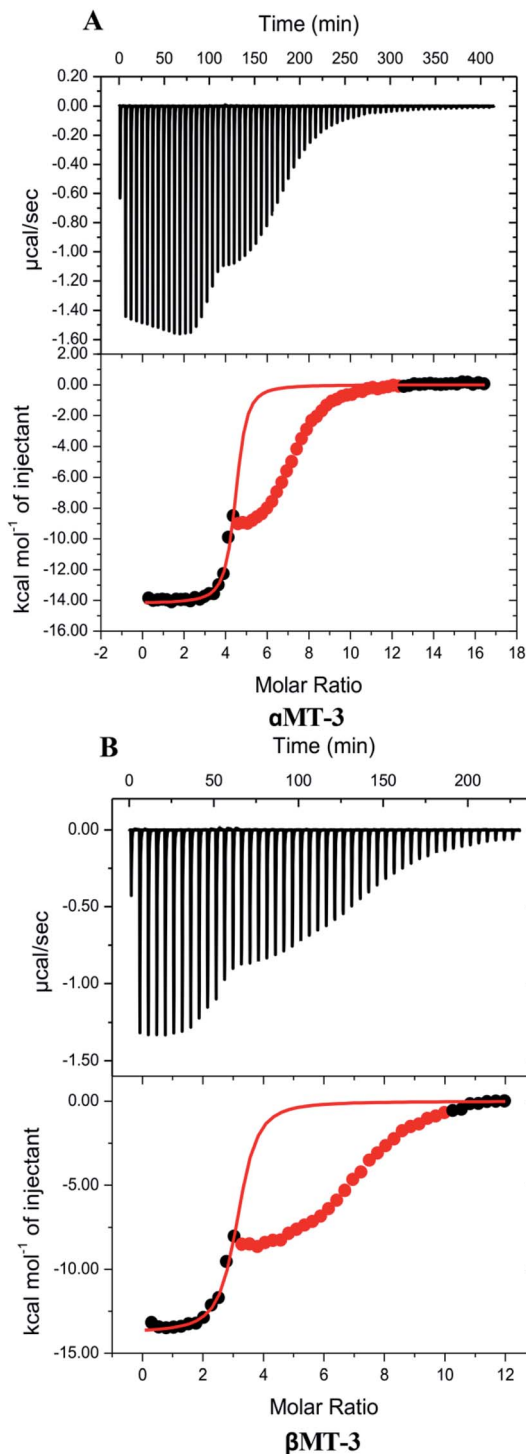 A
Time (min)
0 50 100 150 200 250 300 350 400
0.20
0.00
-0.20
-0.40
-0.60
-0.80
-1.00
-1.20
-1.40
-1.60
µcal/sec
2.00
0.00
-2.00
-4.00
-6.00
-8.00
-10.00
-12.00
-14.00
-16.00
kcal mol⁻¹ of injectant
-2 0 2 4 6 8 10 12 14 16 18
Molar Ratio
αMT-3
B
Time (min)
0 50 100 150 200
0.00
-0.50
-1.00
-1.50
µcal/sec
0.00
-5.00
-10.00
-15.00
kcal mol⁻¹ of injectant
0 2 4 6 8 10 12
Molar Ratio
βMT-3